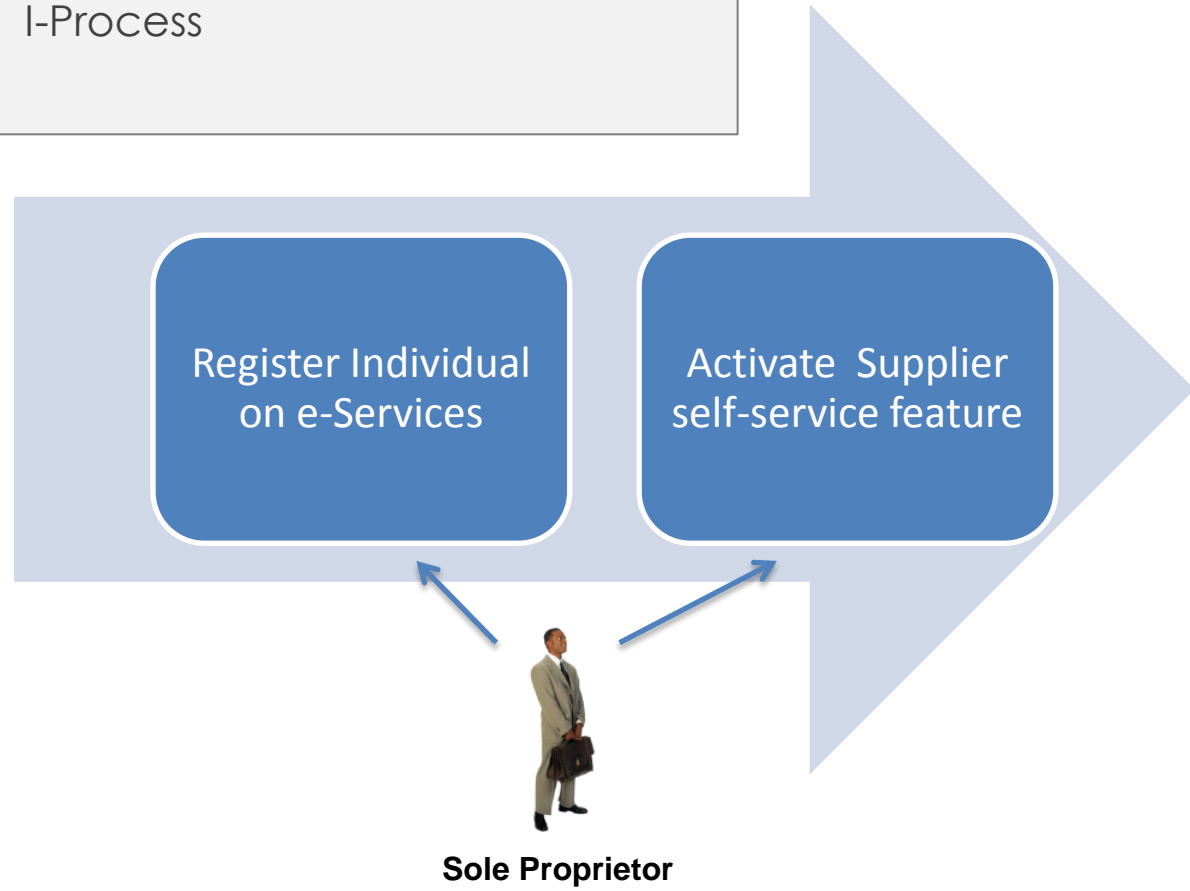 I-Process
Register Individual
on e-Services
Activate  Supplier
self-service feature
Sole Proprietor